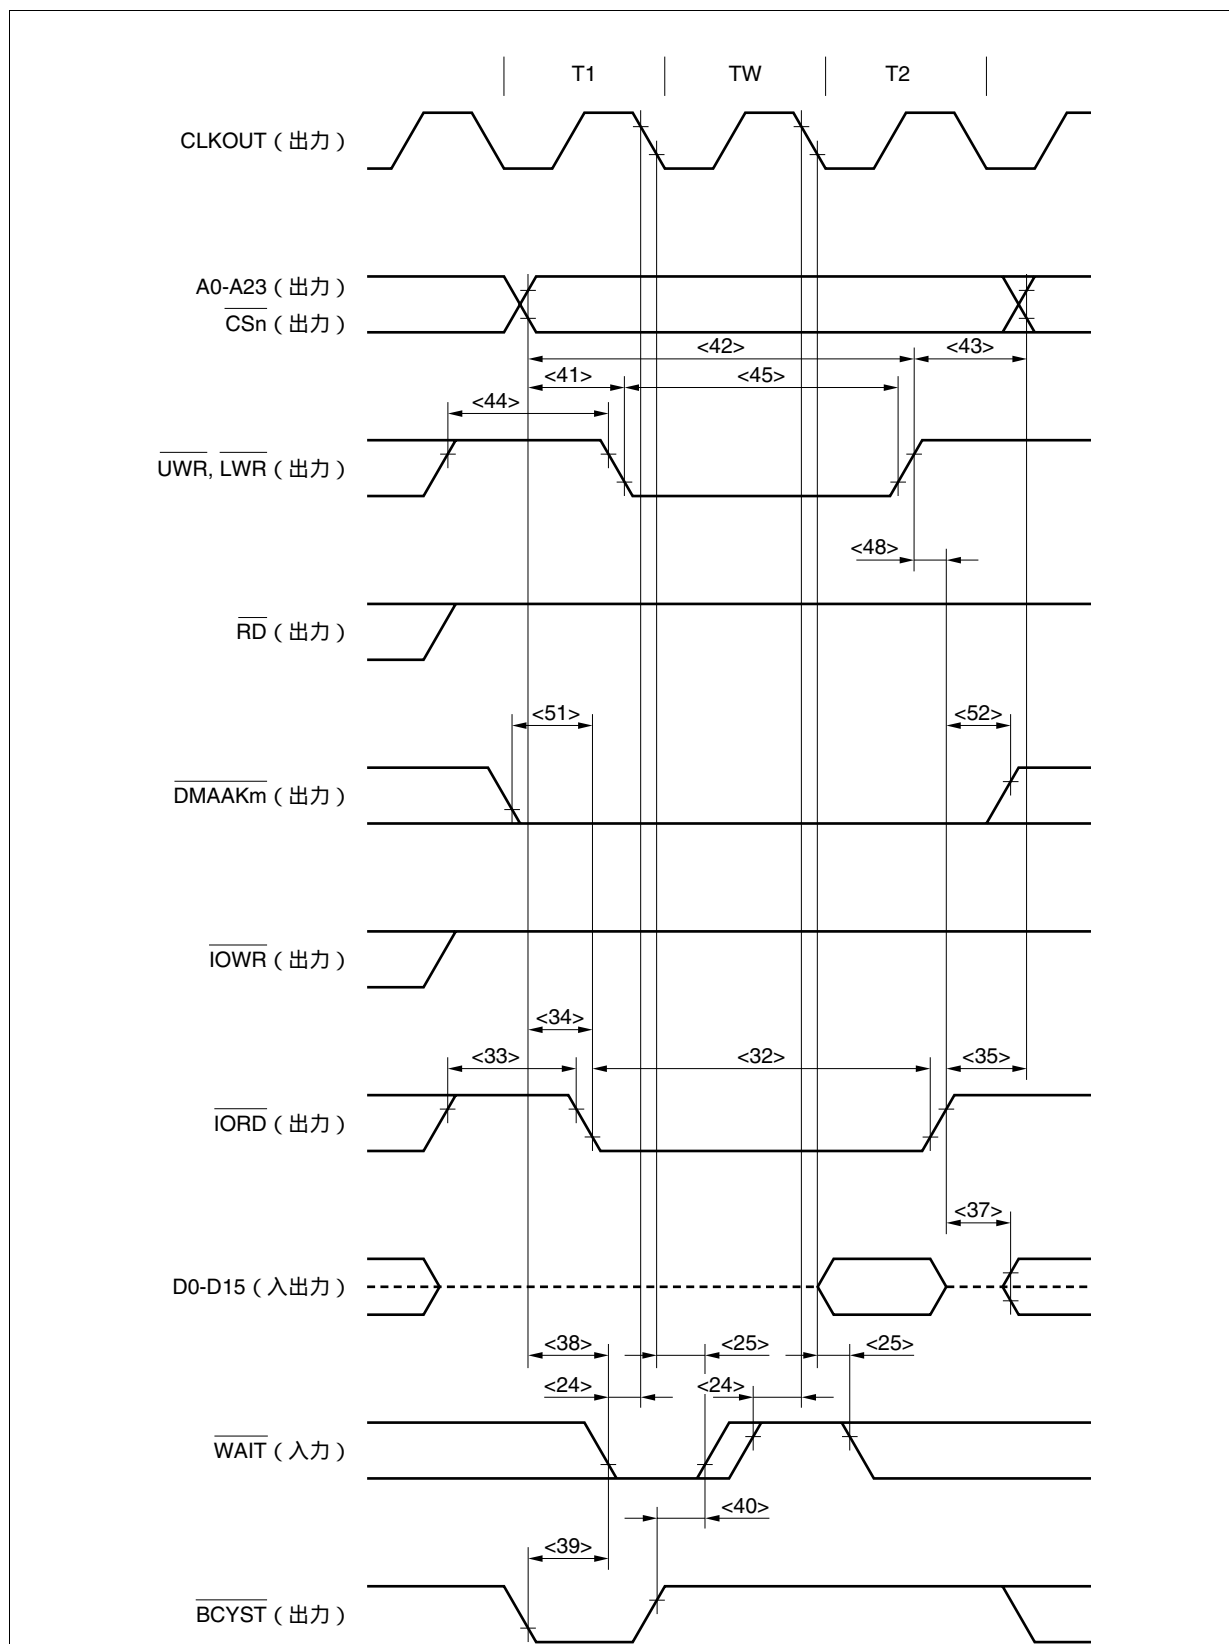 T1 TW T2
CLKOUT（出力）
A0-A23（出力）
CSn（出力）
<42> <43>
<41> <45>
<44>
UWR, LWR（出力）
<48>
RD（出力）
<51> <52>
DMAAKm（出力）
IOWR（出力）
<34>
<33> <32> <35>
IORD（出力）
<37>
D0-D15（入出力）
<38> <25> <25>
<24> <24>
WAIT（入力）
<40>
<39>
BCYST（出力）